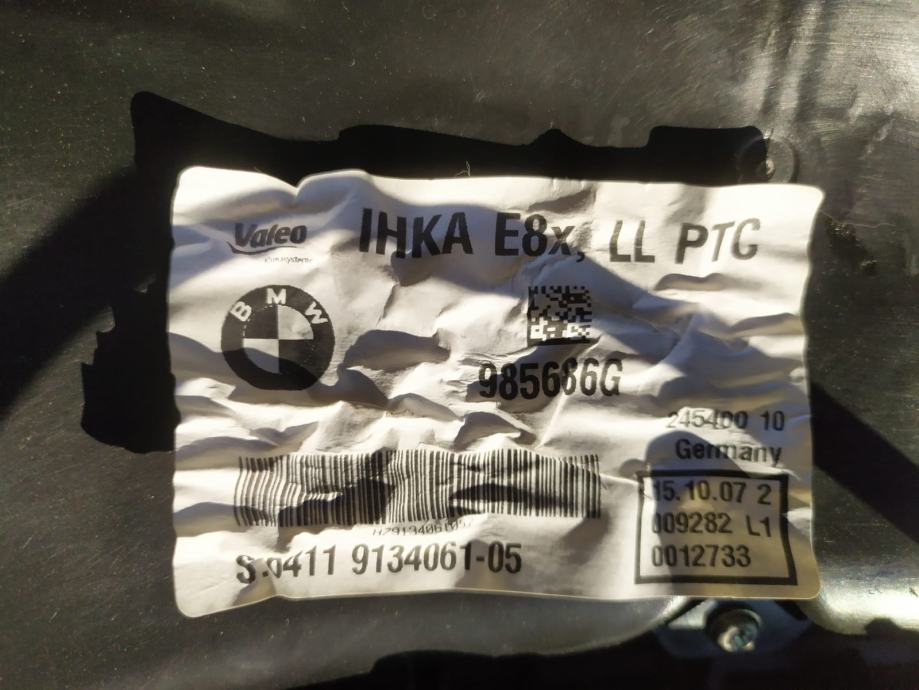 Valeo
IHKA E8x, LL PTC
BMW
985686G
245400 10
Germany
15.10.07 2
009282 L1
0012733
6411 9134061-05